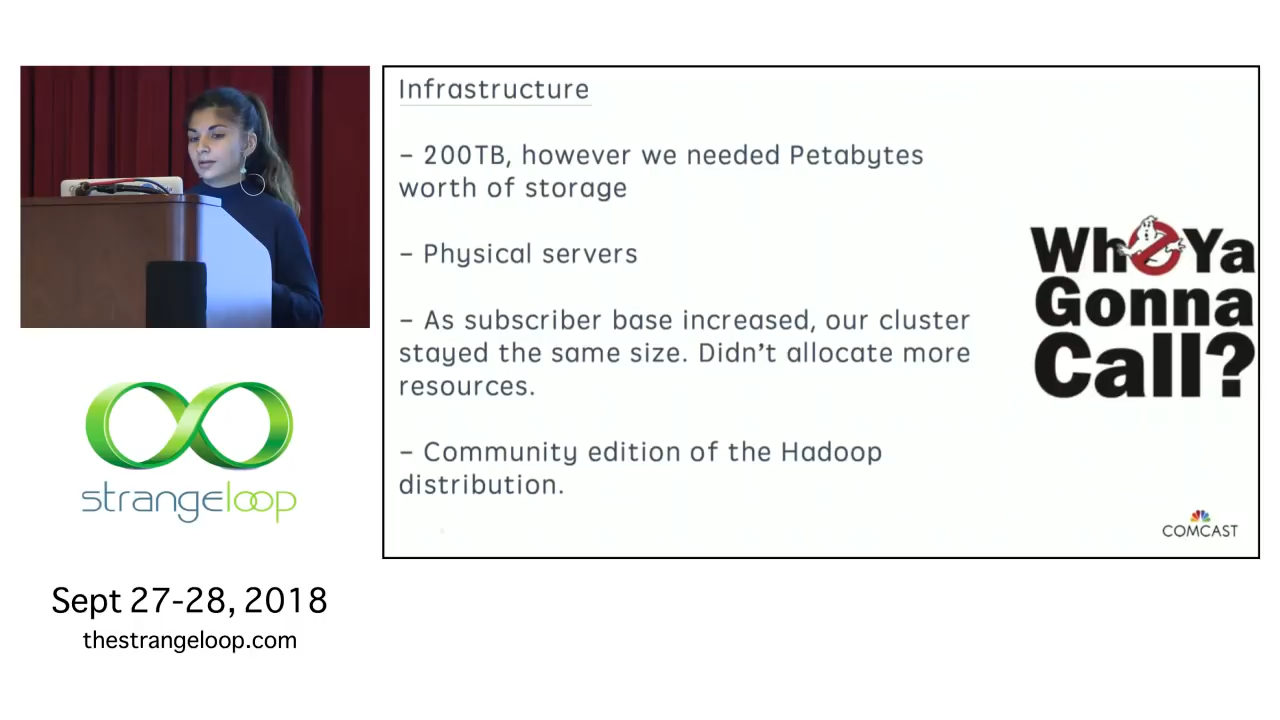 Infrastructure
– 200TB, however we needed Petabytes
worth of storage
– Physical servers
– As subscriber base increased, our cluster
stayed the same size. Didn't allocate more
resources.
– Community edition of the Hadoop
distribution.
Who Ya
Gonna
Call?
COMCAST
strangeloop
Sept 27-28, 2018
thestrangeloop.com